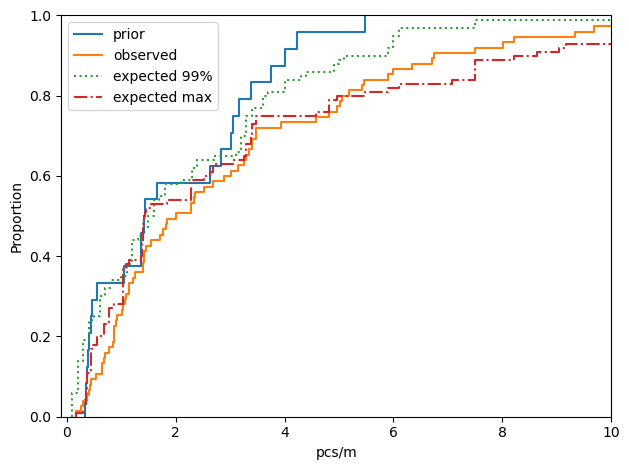 1.0
0.8
0.6
0.4
0.2
0.0
Proportion
prior
observed
expected 99%
expected max
0 2 4 6 8 10
pcs/m